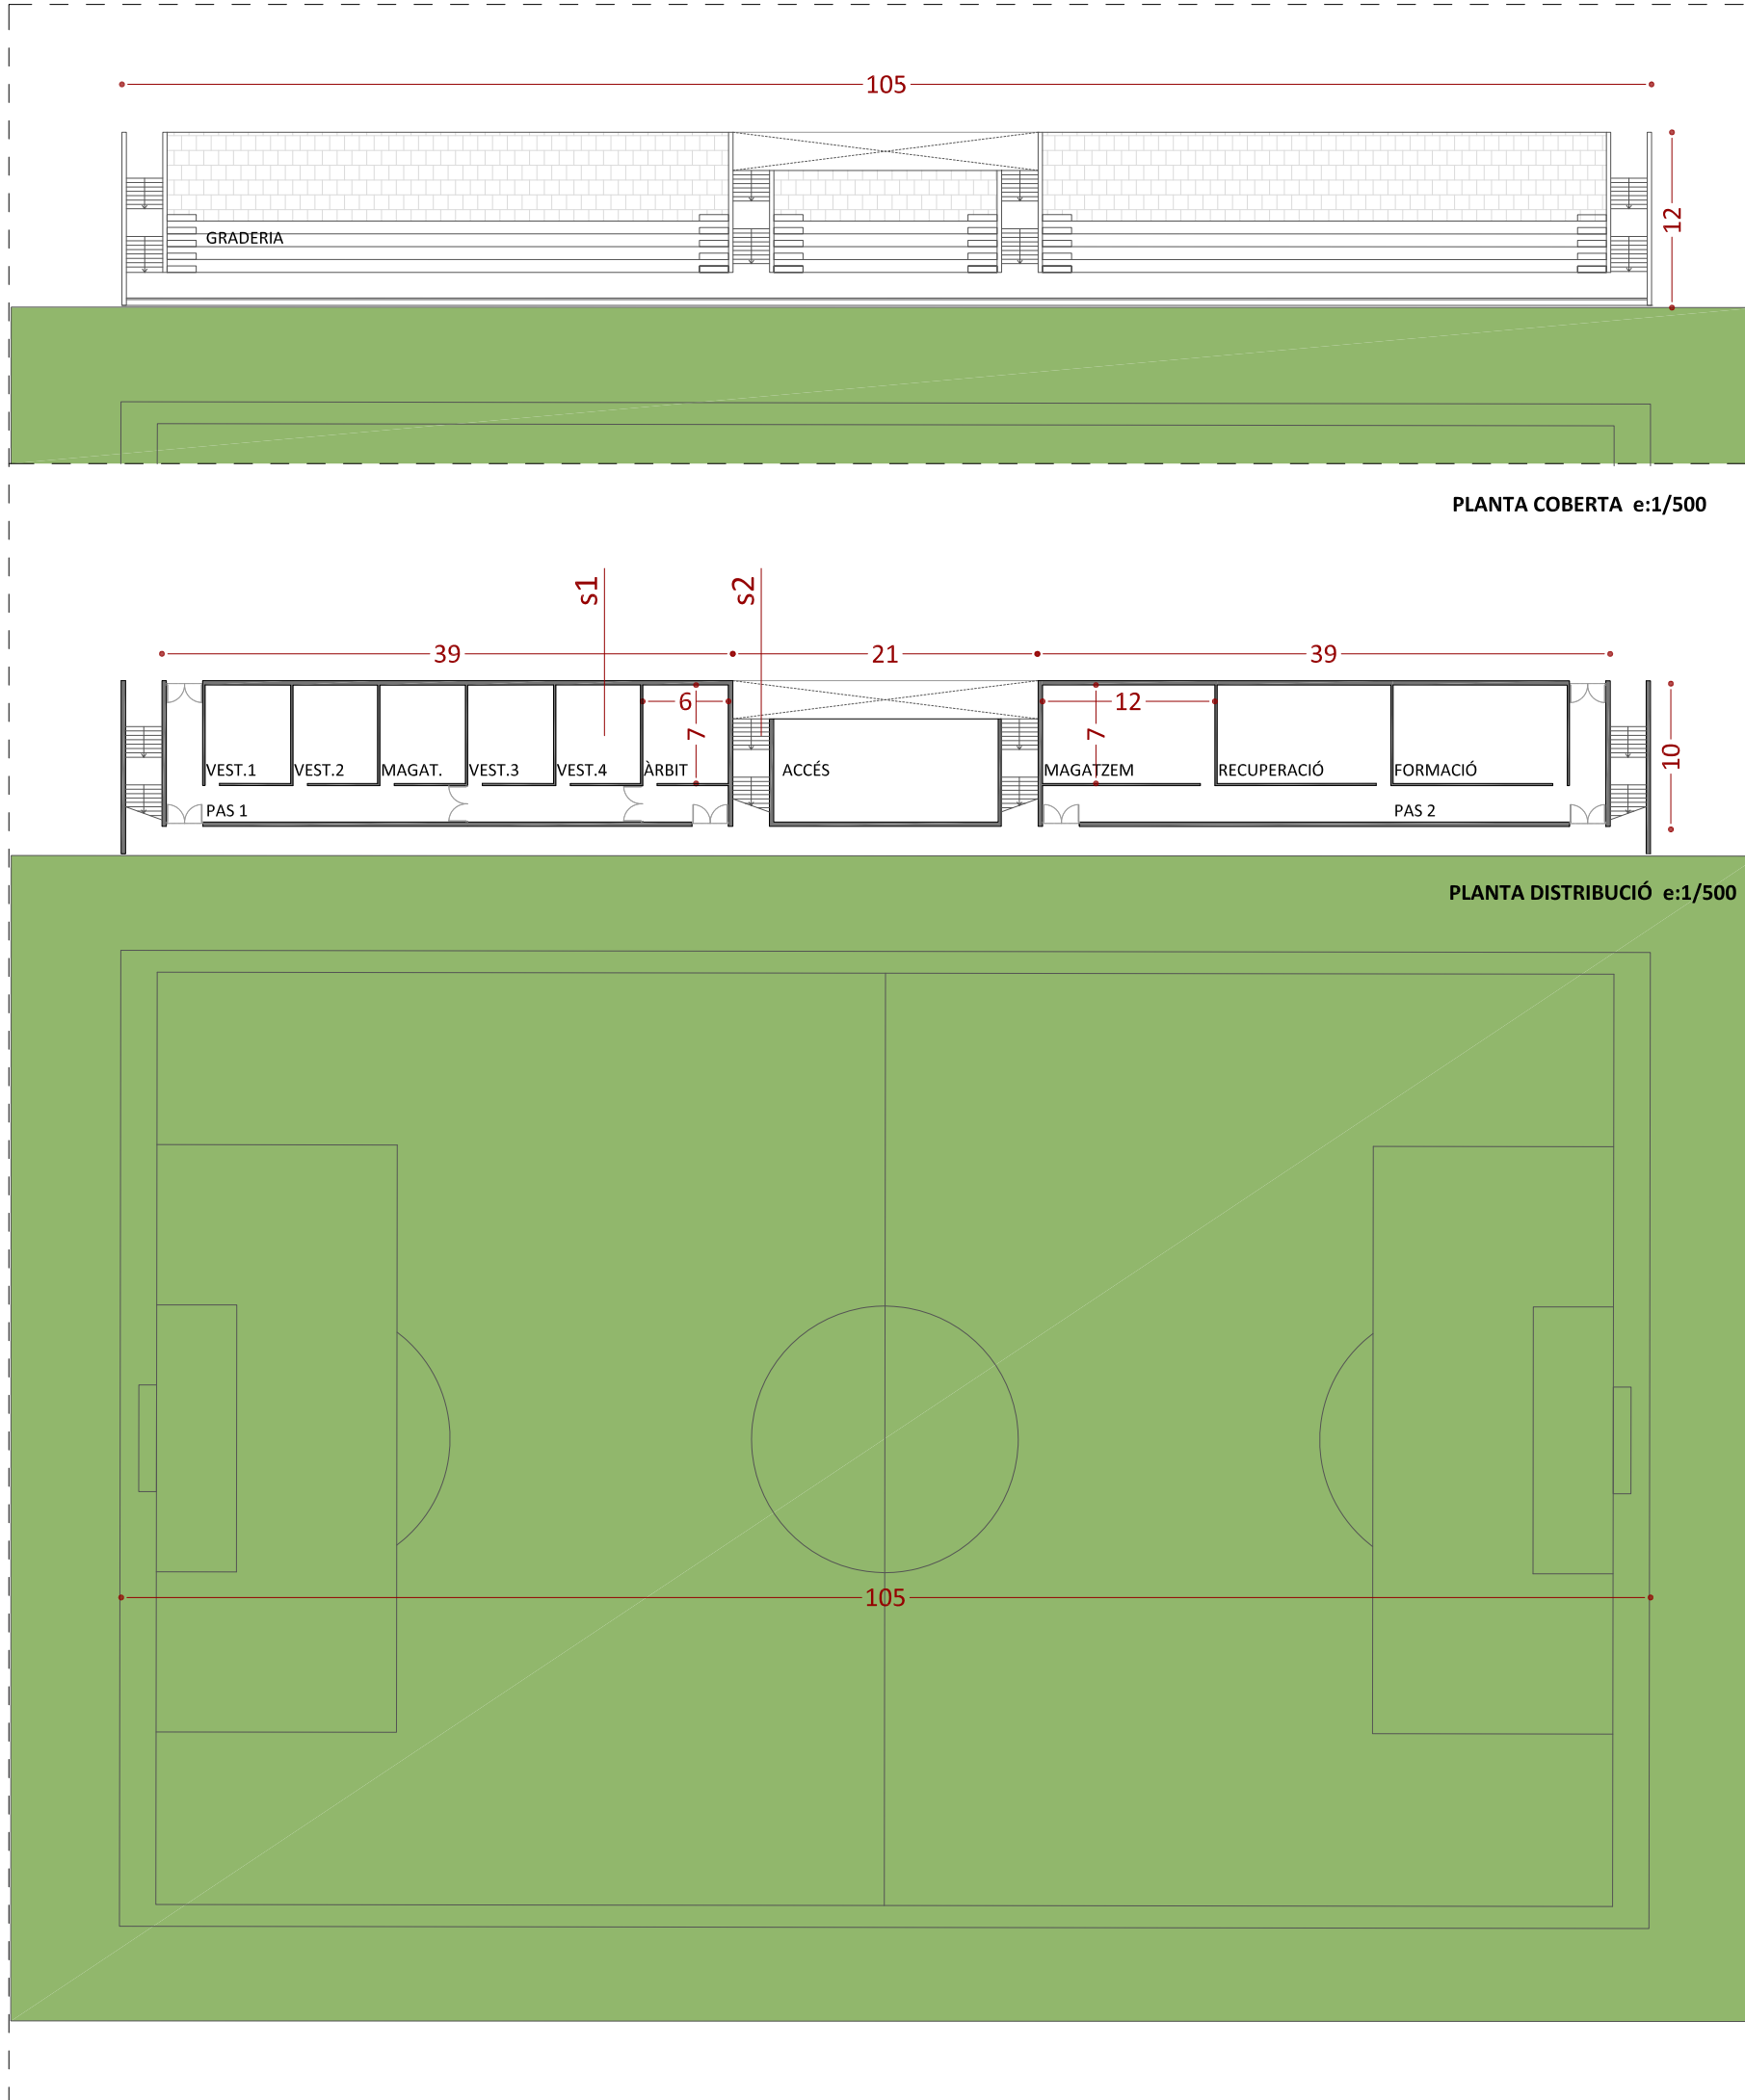 105
12
GRADERIA
PLANTA COBERTA e:1/500
s1
s2
39
21
39
6
7
12
7
10
VEST.1
VEST.2
MAGAT.
VEST.3
VEST.4
ÀRBIT
ACCÉS
MAGATZEM
RECUPERACIÓ
FORMACIÓ
PAS 1
PAS 2
PLANTA DISTRIBUCIÓ e:1/500
105